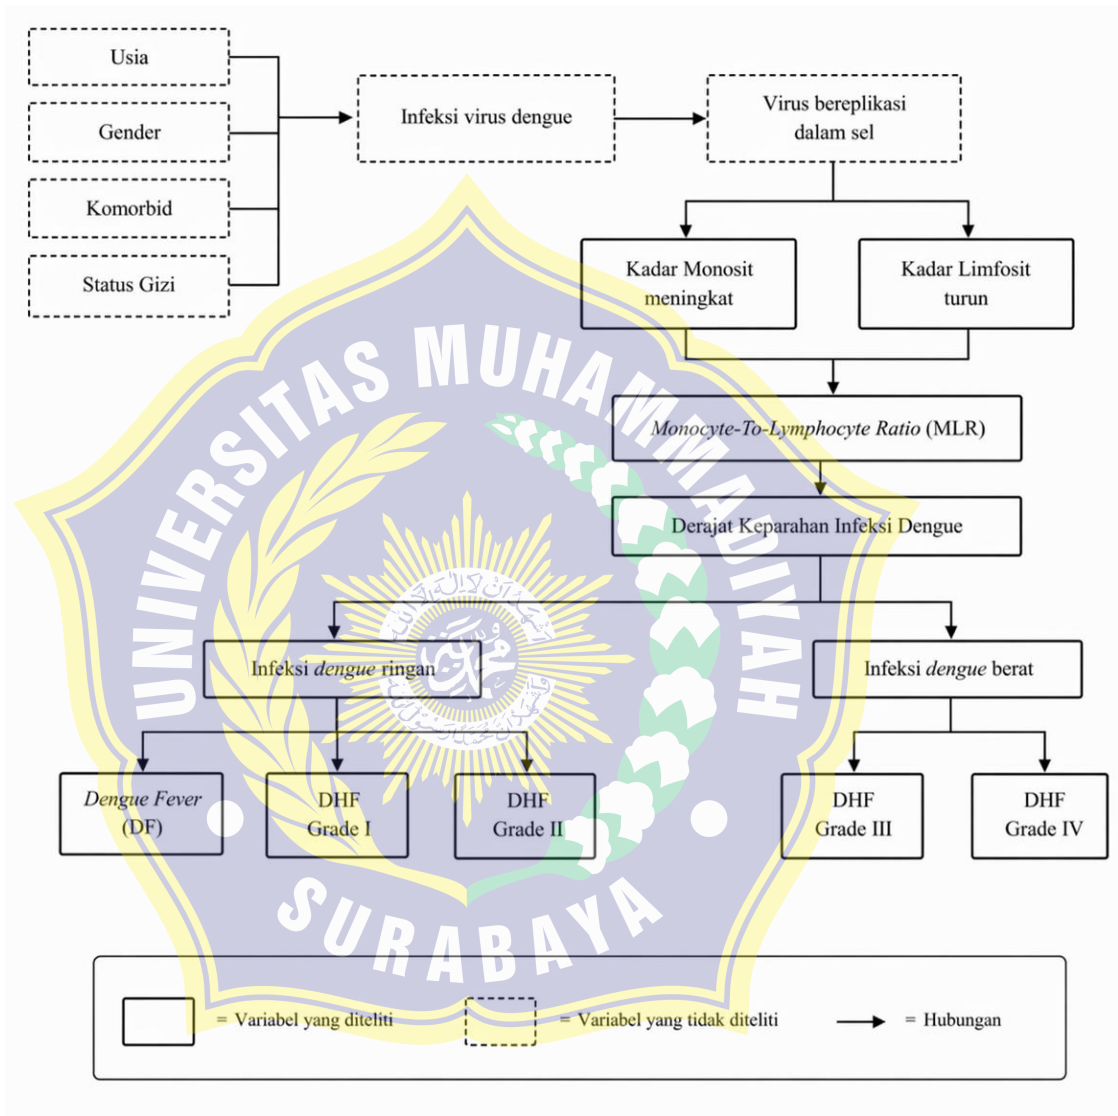 Usia
Gender
Komorbid
Status Gizi
Infeksi virus dengue
Virus bereplikasi
dalam sel
Kadar Monosit
meningkat
Kadar Limfosit
turun
Monocyte-To-Lymphocyte Ratio (MLR)
Derajat Keparahan Infeksi Dengue
Infeksi dengue ringan
Infeksi dengue berat
Dengue Fever
(DF)
DHF
Grade I
DHF
Grade II
DHF
Grade III
DHF
Grade IV
= Variabel yang diteliti
= Variabel yang tidak diteliti
= Hubungan
UNIVERSITAS MUHAMMADIYAH
SURABAYA